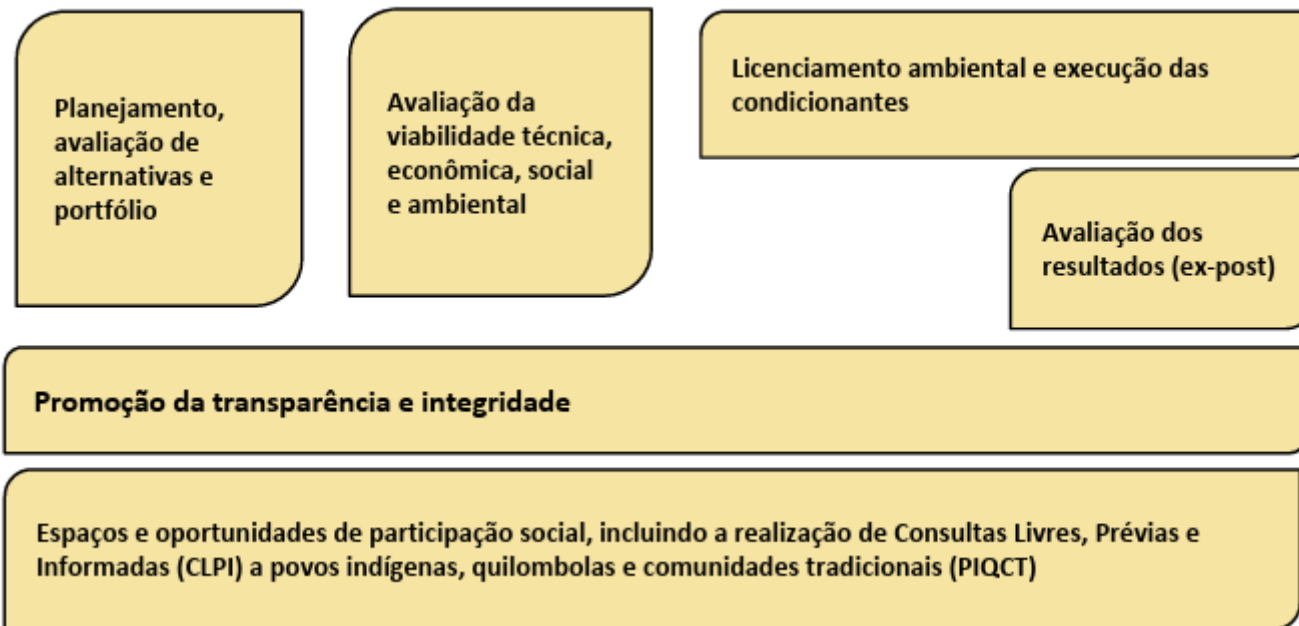 Planejamento,
avaliação de
alternativas e
portfólio
Avaliação da
viabilidade técnica,
econômica, social
e ambiental
Licenciamento ambiental e execução das
condicionantes
Avaliação dos
resultados (ex-post)
Promoção da transparência e integridade
Espaços e oportunidades de participação social, incluindo a realização de Consultas Livres, Prévias e
Informadas (CLPI) a povos indígenas, quilombolas e comunidades tradicionais (PIQCT)